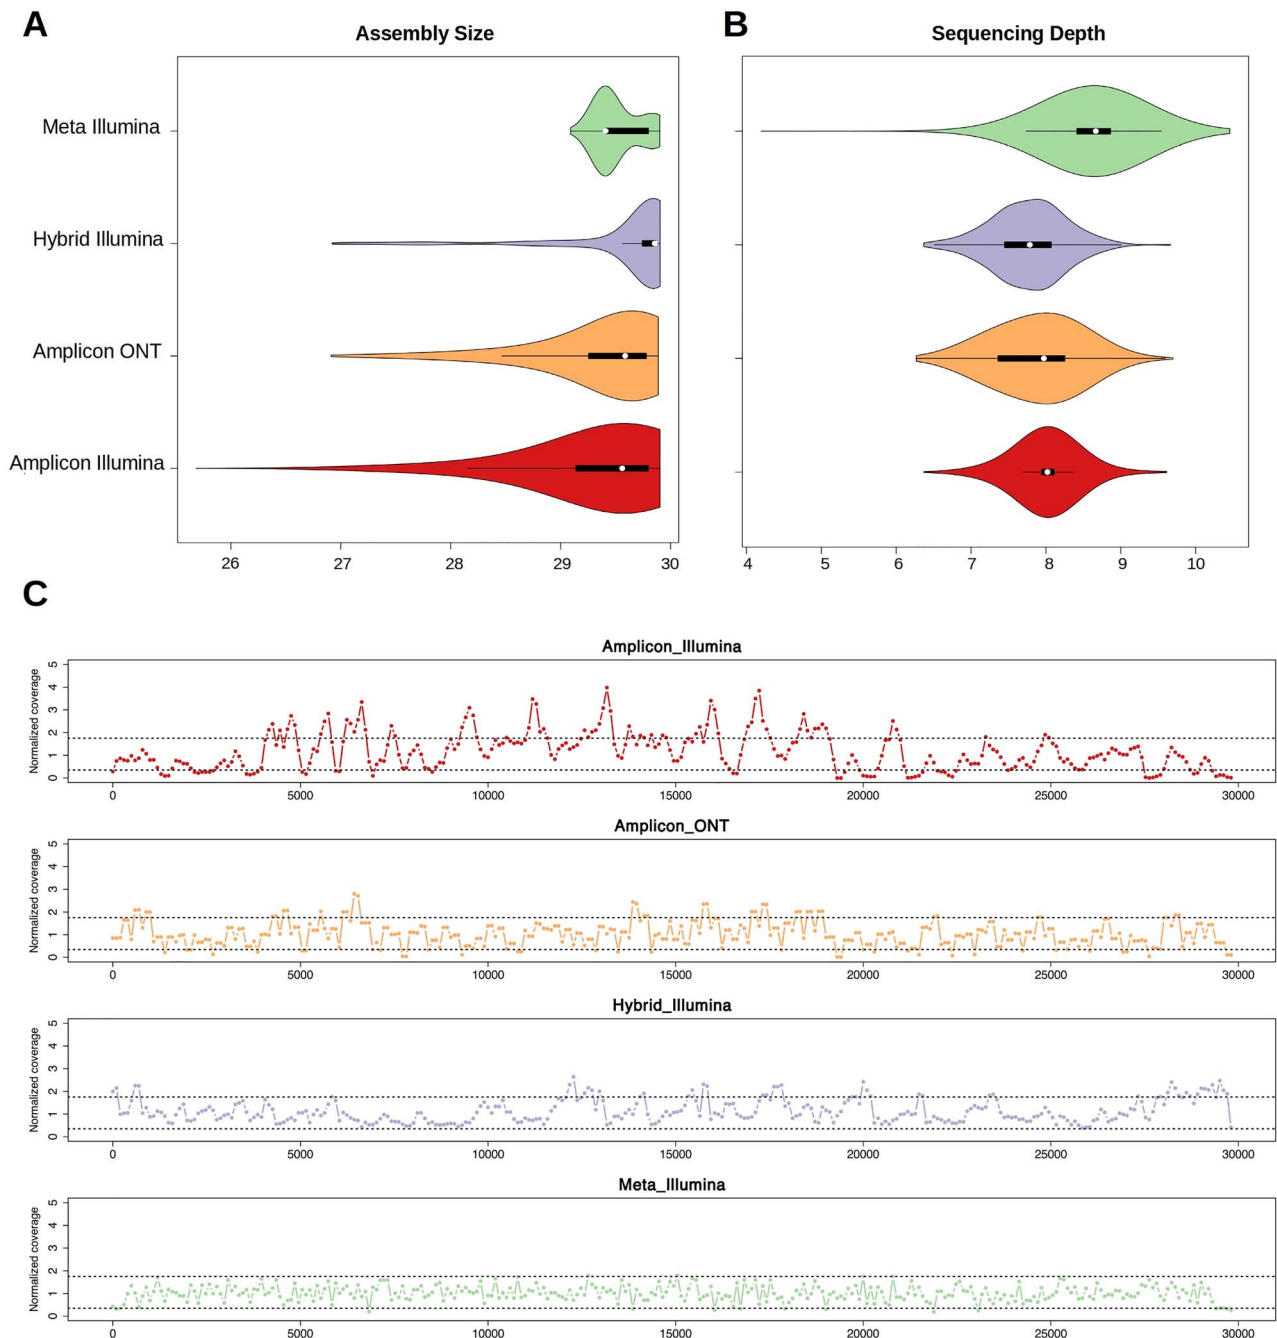 A
Assembly Size
B
Sequencing Depth
Meta Illumina
Hybrid Illumina
Amplicon ONT
Amplicon Illumina
26 27 28 29 30
4 5 6 7 8 9 10
C
Amplicon_Illumina
Normalized coverage
5
4
3
2
1
0
0 5000 10000 15000 20000 25000 30000
Amplicon_ONT
Normalized coverage
5
4
3
2
1
0
0 5000 10000 15000 20000 25000 30000
Hybrid_Illumina
Normalized coverage
5
4
3
2
1
0
0 5000 10000 15000 20000 25000 30000
Meta_Illumina
Normalized coverage
5
4
3
2
1
0
0 5000 10000 15000 20000 25000 30000